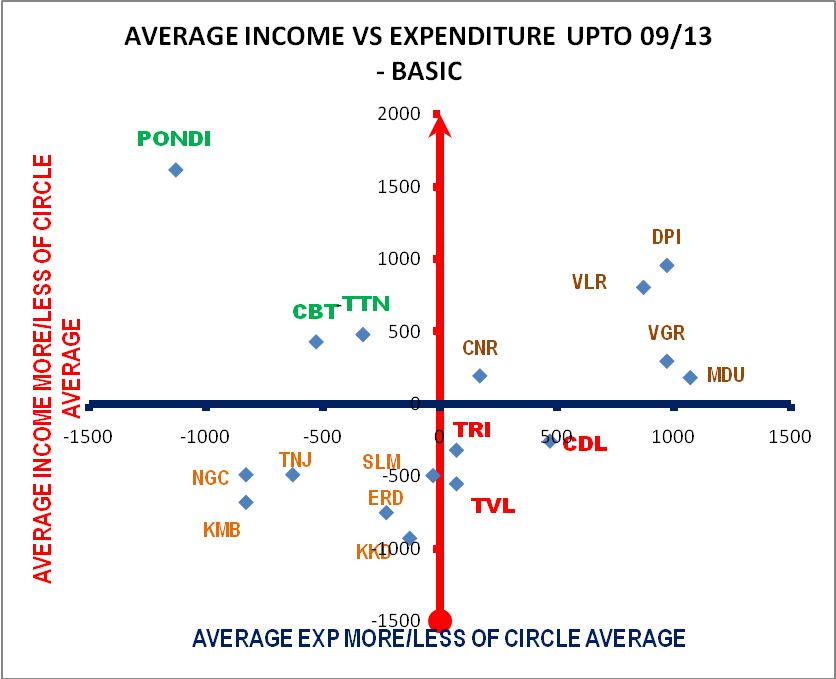 AVERAGE INCOME VS EXPENDITURE UPTO 09/13
- BASIC
AVERAGE INCOME MORE/LESS OF CIRCLE
AVERAGE
2000
PONDI
1500
DPI
1000
VLR
CBT
TTN
500
VGR
CNR
MDU
0
-1500
-1000
-500
0
500
1000
1500
TRI
CDL
TNJ
SLM
NGC
-500
ERD
TVL
KMB
KKD
-1000
-1500
AVERAGE EXP MORE/LESS OF CIRCLE AVERAGE